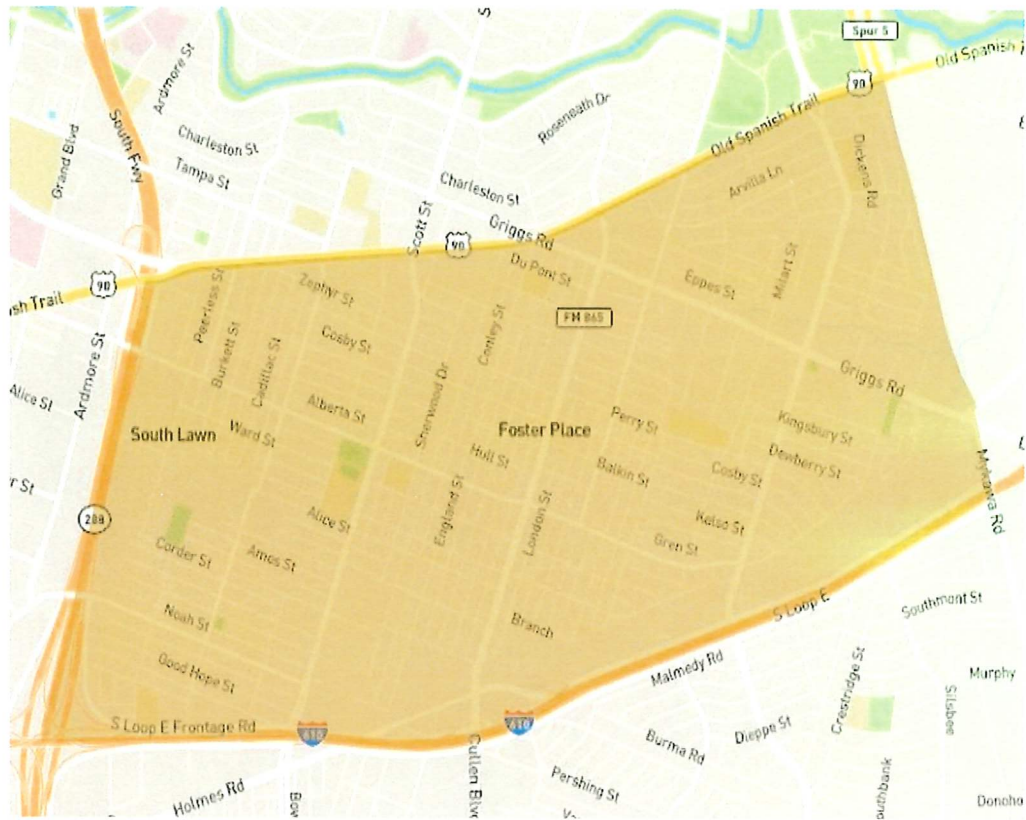 S
Spur 5
Old Spanish T
90
Ardmore St
South Fwy
Grand Blvd
Charleston St
Tampa St
Roseneath Dr
Old Spanish Trail
Dickens Rd
Arvilla Ln
Charleston St
Scott St
Griggs Rd
90
90
ish Trail
Peerless St
Zephyr St
Du Pont St
Eppes St
Milart St
FM 865
Burkett St
Cosby St
Conley St
Cadillac St
Ardmore St
Alice St
Griggs Rd
Sherwood Dr
Alberta St
Perry St
Kingsbury St
South Lawn
Ward St
Foster Place
Hull St
Balkin St
Cosby St
Dewberry St
Mykawa Rd
r St
288
England St
London St
Alice St
Kelso St
Gren St
Corder St
Amos St
Noah St
Branch
S Loop E
Southmont St
Good Hope St
Malmedy Rd
Crestridge St
Murphy
Silsbee
S Loop E Frontage Rd
610
610
Cullen Blvd
Burma Rd
Dieppe St
Holmes Rd
Pershing St
Donoho
outhbank